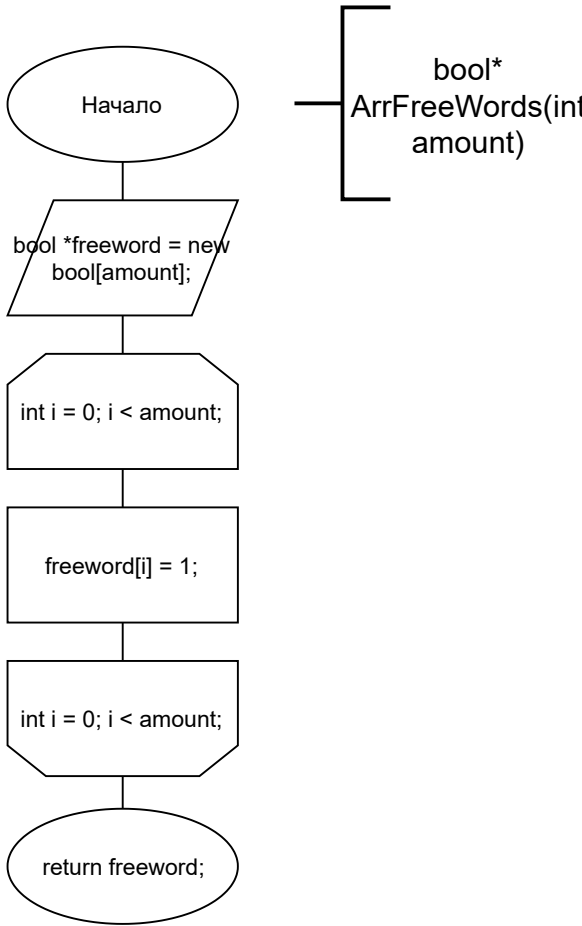 Начало
bool*
ArrFreeWords(int
amount)
bool *freeword = new
bool[amount];
int i = 0; i < amount;
freeword[i] = 1;
int i = 0; i < amount;
return freeword;